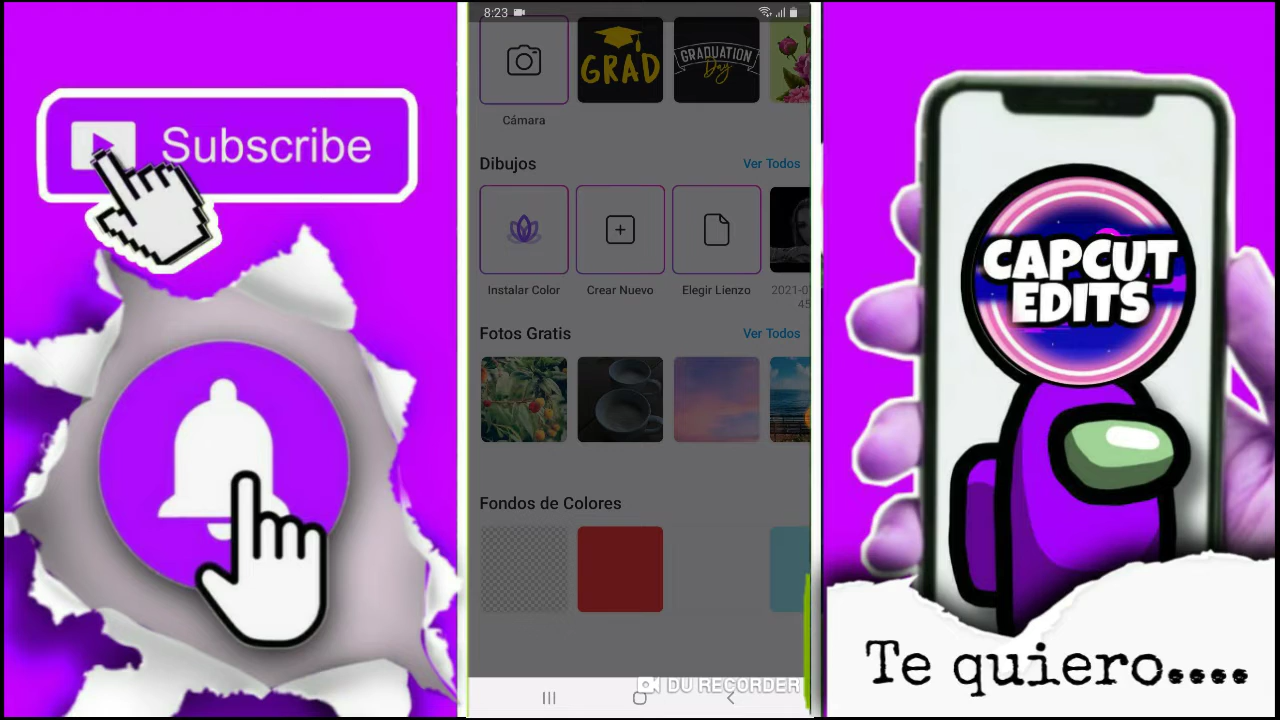 Subscribe
8:23
GRAD
GRADUATION
Day
Cámara
Dibujos
Ver Todos
Instalar Color
Crear Nuevo
Elegir Lienzo
Fotos Gratis
Ver Todos
Fondos de Colores
DU RECORDER
CAPCUT
EDITS
Te quiero....